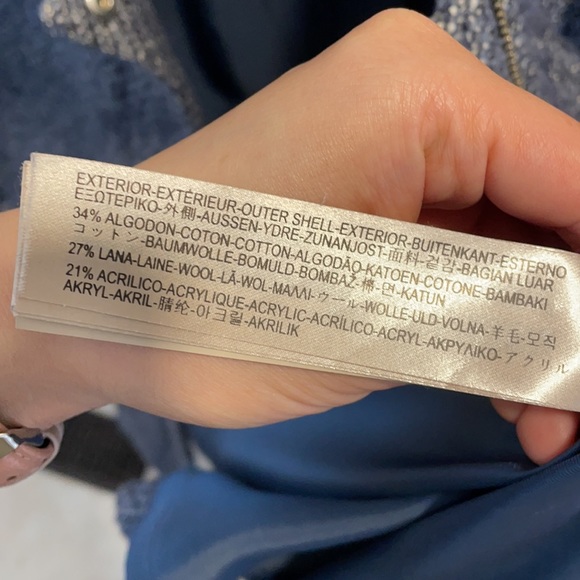 EXTERIOR-EXTÉRIEUR-OUTER SHELL-EXTERIOR-BUITENKANT-ESTERNO
ΕΞΩΤΕΡΙΚΟ-外側-AUSSEN-YDRE-ZUNANJOST-面料-겉감-BAGIAN LUAR
34% ALGODON-COTON-COTTON-ALGODÃO-KATOEN-COTONE-BAMBAKI
コットン-BAUMWOLLE-BOMULD-BOMBAŽ-棉-면-KATUN
27% LANA-LAINE-WOOL-LÃ-WOL-ΜΑΛΛΙ-ウール-WOLLE-ULD-VOLNA-羊毛-모직
21% ACRILICO-ACRYLIQUE-ACRYLIC-ACRÍLICO-ACRYL-ΑΚΡΥΛΙΚΟ-アクリル
AKRYL-AKRIL-腈纶-아크릴-AKRILIK